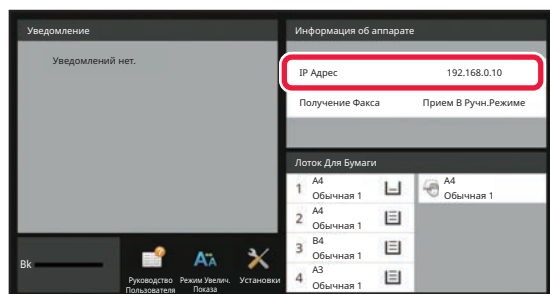 Уведомление
Уведомлений нет.
Информация об аппарате
IP Адрес 192.168.0.10
Получение Факса Прием В Ручн.Режиме
Лоток Для Бумаги
1 A4
Обычная 1
2 A4
Обычная 1
3 B4
Обычная 1
4 A3
Обычная 1
A4
Обычная 1
Bk
Руководство
Пользователя
Режим Увелич.
Показа
Установки